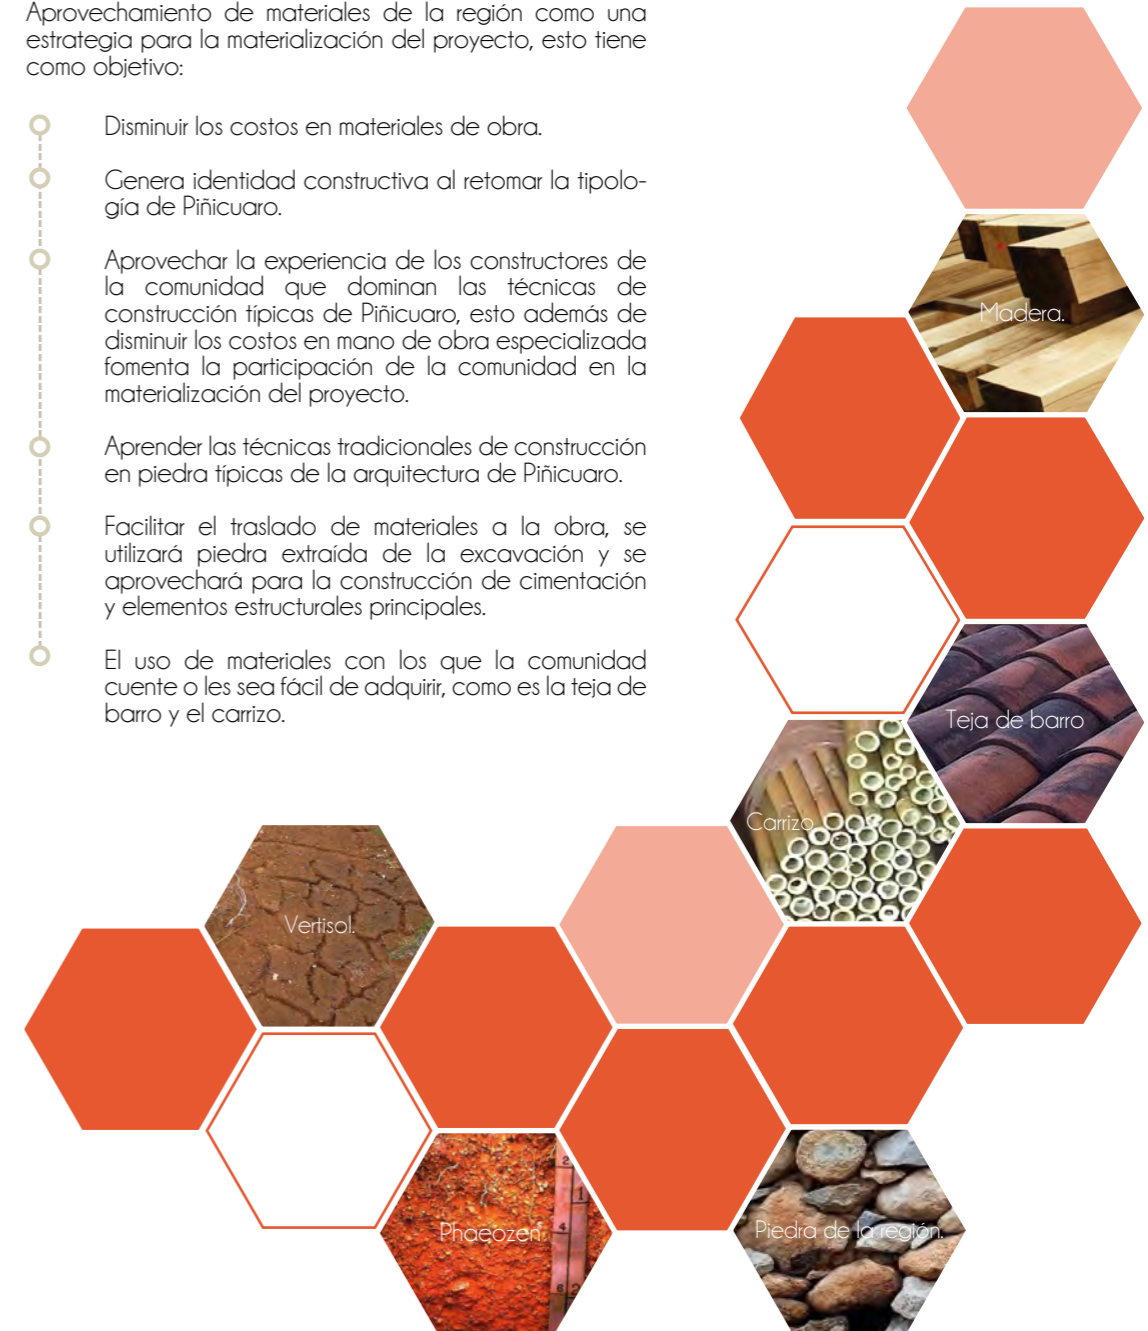 Aprovechamiento de materiales de la región como una
estrategia para la materialización del proyecto, esto tiene
como objetivo:
Disminuir los costos en materiales de obra.
Genera identidad constructiva al retomar la tipolo-
gía de Piñicuaro.
Aprovechar la experiencia de los constructores de
la comunidad que dominan las técnicas de
construcción típicas de Piñicuaro, esto además de
disminuir los costos en mano de obra especializada
fomenta la participación de la comunidad en la
materialización del proyecto.
Aprender las técnicas tradicionales de construcción
en piedra típicas de la arquitectura de Piñicuaro.
Facilitar el traslado de materiales a la obra, se
utilizará piedra extraída de la excavación y se
aprovechará para la construcción de cimentación
y elementos estructurales principales.
El uso de materiales con los que la comunidad
cuente o les sea fácil de adquirir, como es la teja de
barro y el carrizo.
Madera.
Teja de barro
Carrizo
Vertisol.
Phaeozen
Piedra de la región.
2
1
4
6
2